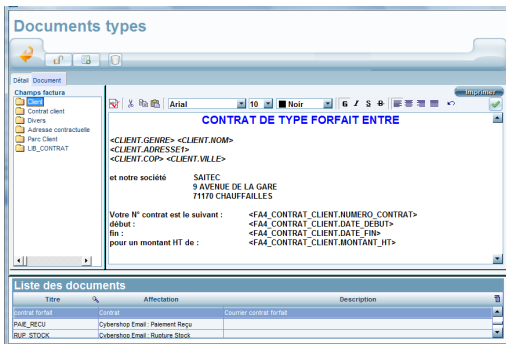 Documents types
Détail Document
Champs factura
Client
Contrat client
Divers
Adresse contractuelle
Parc Client
LIB_CONTRAT
Imprimer
Arial 10 Noir G I S
CONTRAT DE TYPE FORFAIT ENTRE
<CLIENT.GENRE> <CLIENT.NOM>
<CLIENT.ADRESSE1>
<CLIENT.COP> <CLIENT.VILLE>
et notre société SAITEC
9 AVENUE DE LA GARE
71170 CHAUFFAILLES
Votre N° contrat est le suivant : <FA4_CONTRAT_CLIENT.NUMERO_CONTRAT>
début : <FA4_CONTRAT_CLIENT.DATE_DEBUT>
fin : <FA4_CONTRAT_CLIENT.DATE_FIN>
pour un montant HT de : <FA4_CONTRAT_CLIENT.MONTANT_HT>
Liste des documents
Titre Affectation Description
contrat forfait Contrat Courrier contrat forfait
PAIE_RECU Cybershop Email : Paiement Reçu
RUP_STOCK Cybershop Email : Rupture Stock